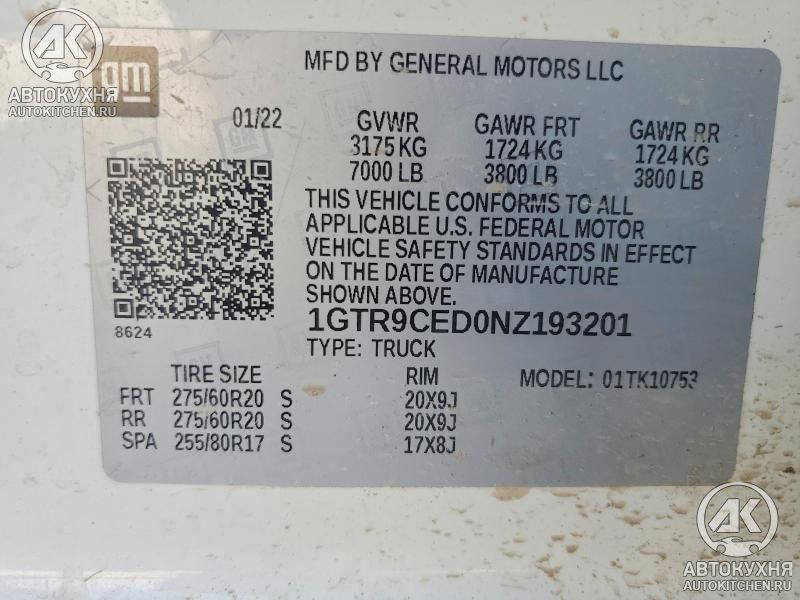 AK
gm
АВТОКУХНЯ
AUTOKITCHEN.RU
MFD BY GENERAL MOTORS LLC
01/22 GVWR GAWR FRT GAWR RR
3175 KG 1724 KG 1724 KG
7000 LB 3800 LB 3800 LB
THIS VEHICLE CONFORMS TO ALL
APPLICABLE U.S. FEDERAL MOTOR
VEHICLE SAFETY STANDARDS IN EFFECT
ON THE DATE OF MANUFACTURE
SHOWN ABOVE.
8624
1GTR9CED0NZ193201
TYPE: TRUCK
TIRE SIZE RIM MODEL: 01TK10753
FRT 275/60R20 S 20X9J
RR 275/60R20 S 20X9J
SPA 255/80R17 S 17X8J
AK
АВТОКУХНЯ
AUTOKITCHEN.RU